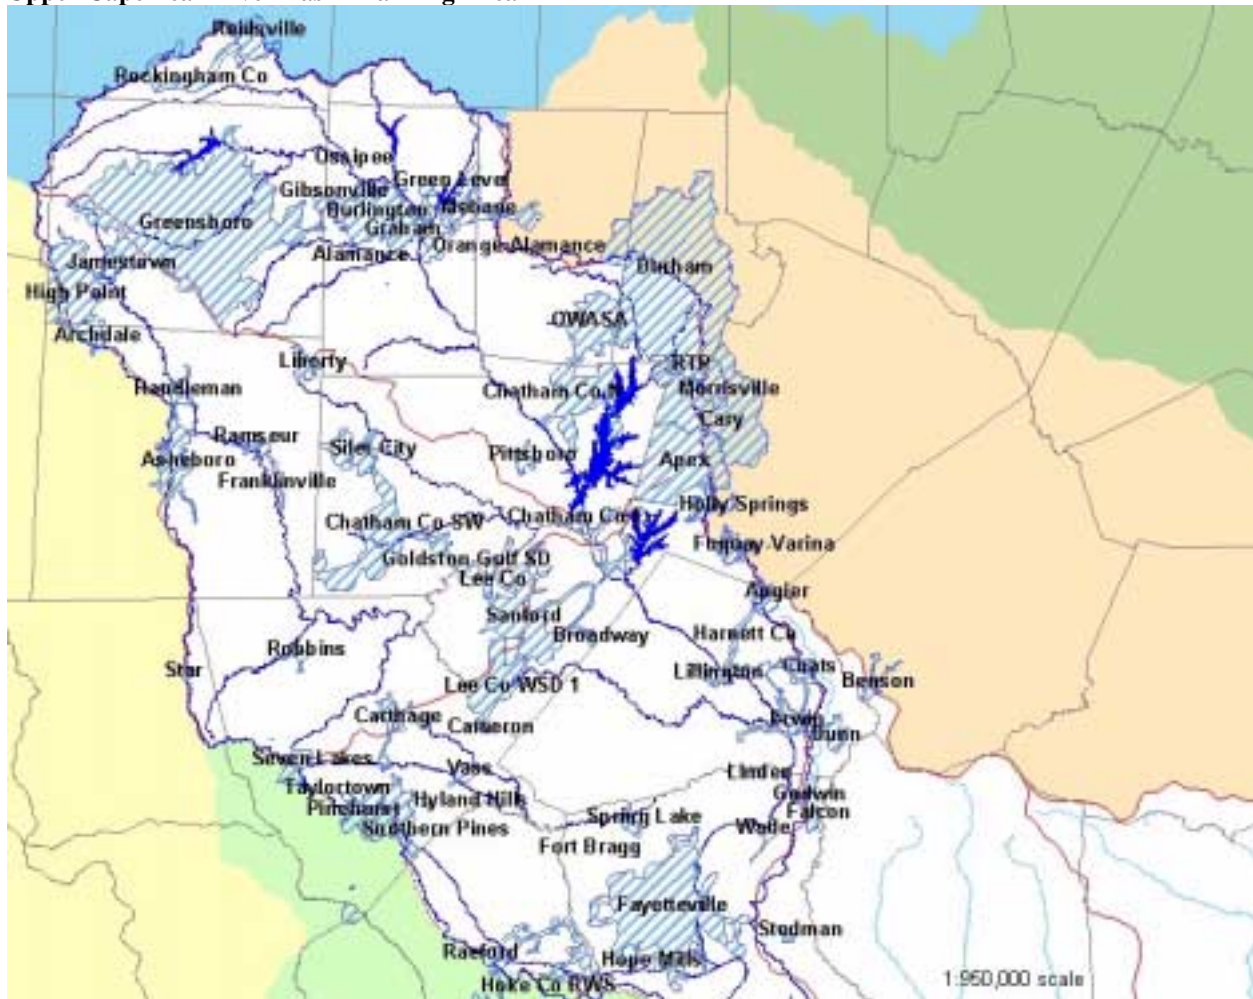 Reidsville
Rockingham Co
Ossipee
Green Level
Gibsonville
Burlington
Mebane
Greensboro
Graham
Orange-Alamance
Alamance
Jamestown
Durham
High Point
OWASA
Archdale
Liberty
RTP
Randleman
Chatham Co-N
Morrisville
Cary
Ramseur
Siler City
Pittsboro
Asheboro
Apex
Franklinville
Holly Springs
Chatham Co-SW
Chatham Co-
Fuquay-Varina
Goldston Gulf SD
Lee Co
Angier
Sanford
Broadway
Harnett Co
Robbins
Star
Lillington
Coats
Benson
Lee Co WSD 1
Carthage
Cameron
Erwin
Dunn
Seven Lakes
Vass
Linden
Taylortown
Hyland Hills
Godwin
Pinehurst
Spring Lake
Falcon
Southern Pines
Wade
Fort Bragg
Fayetteville
Stedman
Raeford
Hope Mills
Hoke Co RWS
1:950,000 scale